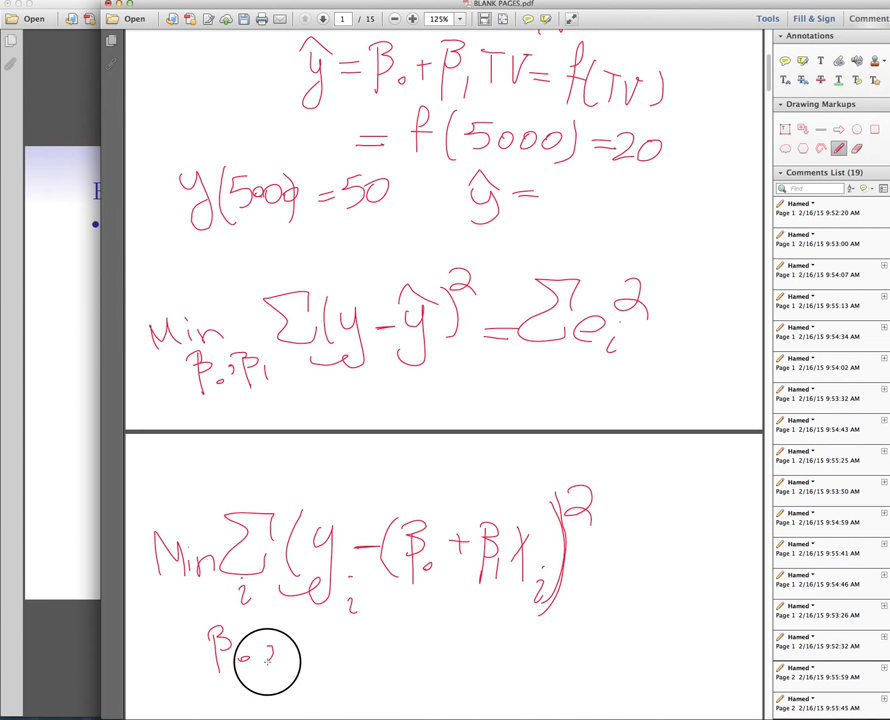 BLANK PAGES.pdf
Open
Open
1 / 15
125%
Tools
Fill & Sign
Comment
ŷ = β₀ + β₁ TV = f(TV)
= f(5000) = 20
y(5000) = 50 ŷ =
Min Σ(y - ŷ)² = Σeᵢ²
β₀, β₁
Min Σ (yᵢ - (β₀ + β₁ xᵢ))²
i
β₀ ,
Annotations
T
Drawing Markups
Comments List (19)
Find
Hamed
Page 1 2/16/15 9:52:20 AM
Hamed
Page 1 2/16/15 9:53:00 AM
Hamed
Page 1 2/16/15 9:54:07 AM
Hamed
Page 1 2/16/15 9:55:13 AM
Hamed
Page 1 2/16/15 9:54:34 AM
Hamed
Page 1 2/16/15 9:54:02 AM
Hamed
Page 1 2/16/15 9:53:32 AM
Hamed
Page 1 2/16/15 9:54:43 AM
Hamed
Page 1 2/16/15 9:55:25 AM
Hamed
Page 1 2/16/15 9:53:50 AM
Hamed
Page 1 2/16/15 9:54:59 AM
Hamed
Page 1 2/16/15 9:55:41 AM
Hamed
Page 1 2/16/15 9:54:46 AM
Hamed
Page 1 2/16/15 9:53:26 AM
Hamed
Page 1 2/16/15 9:52:32 AM
Hamed
Page 2 2/16/15 9:55:59 AM
Hamed
Page 2 2/16/15 9:55:45 AM